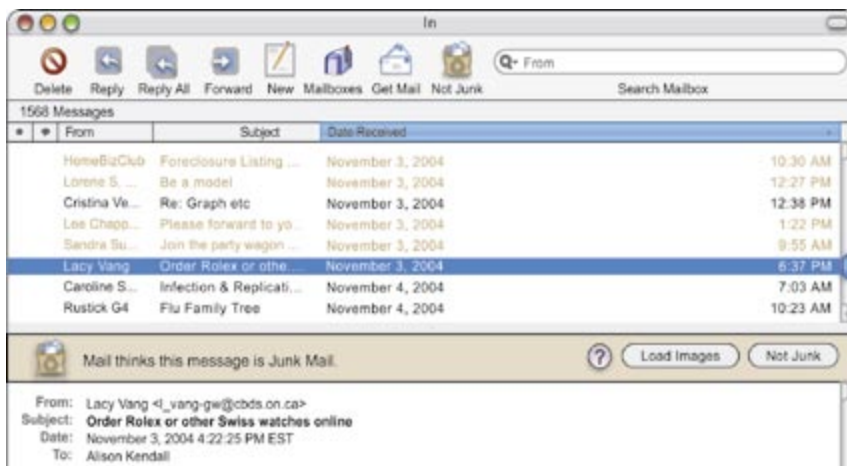 In
From
Delete Reply Reply All Forward New Mailboxes Get Mail Not Junk Search Mailbox
1568 Messages
From Subject Date Received
HomeBizClub Foreclosure Listing ... November 3, 2004 10:30 AM
Lorene S. ... Be a model November 3, 2004 12:27 PM
Cristina Ve... Re: Graph etc November 3, 2004 12:38 PM
Lee Chapp... Please forward to yo... November 3, 2004 1:22 PM
Sandra Su... Join the party wagon ... November 3, 2004 9:55 AM
Lacy Vang Order Rolex or othe... November 3, 2004 6:37 PM
Caroline S... Infection & Replicati... November 4, 2004 7:03 AM
Rustick G4 Flu Family Tree November 4, 2004 10:23 AM
Mail thinks this message is Junk Mail. ? Load Images Not Junk
From: Lacy Vang <l_vang-gw@cbds.on.ca>
Subject: Order Rolex or other Swiss watches online
Date: November 3, 2004 4:22:25 PM EST
To: Alison Kendall